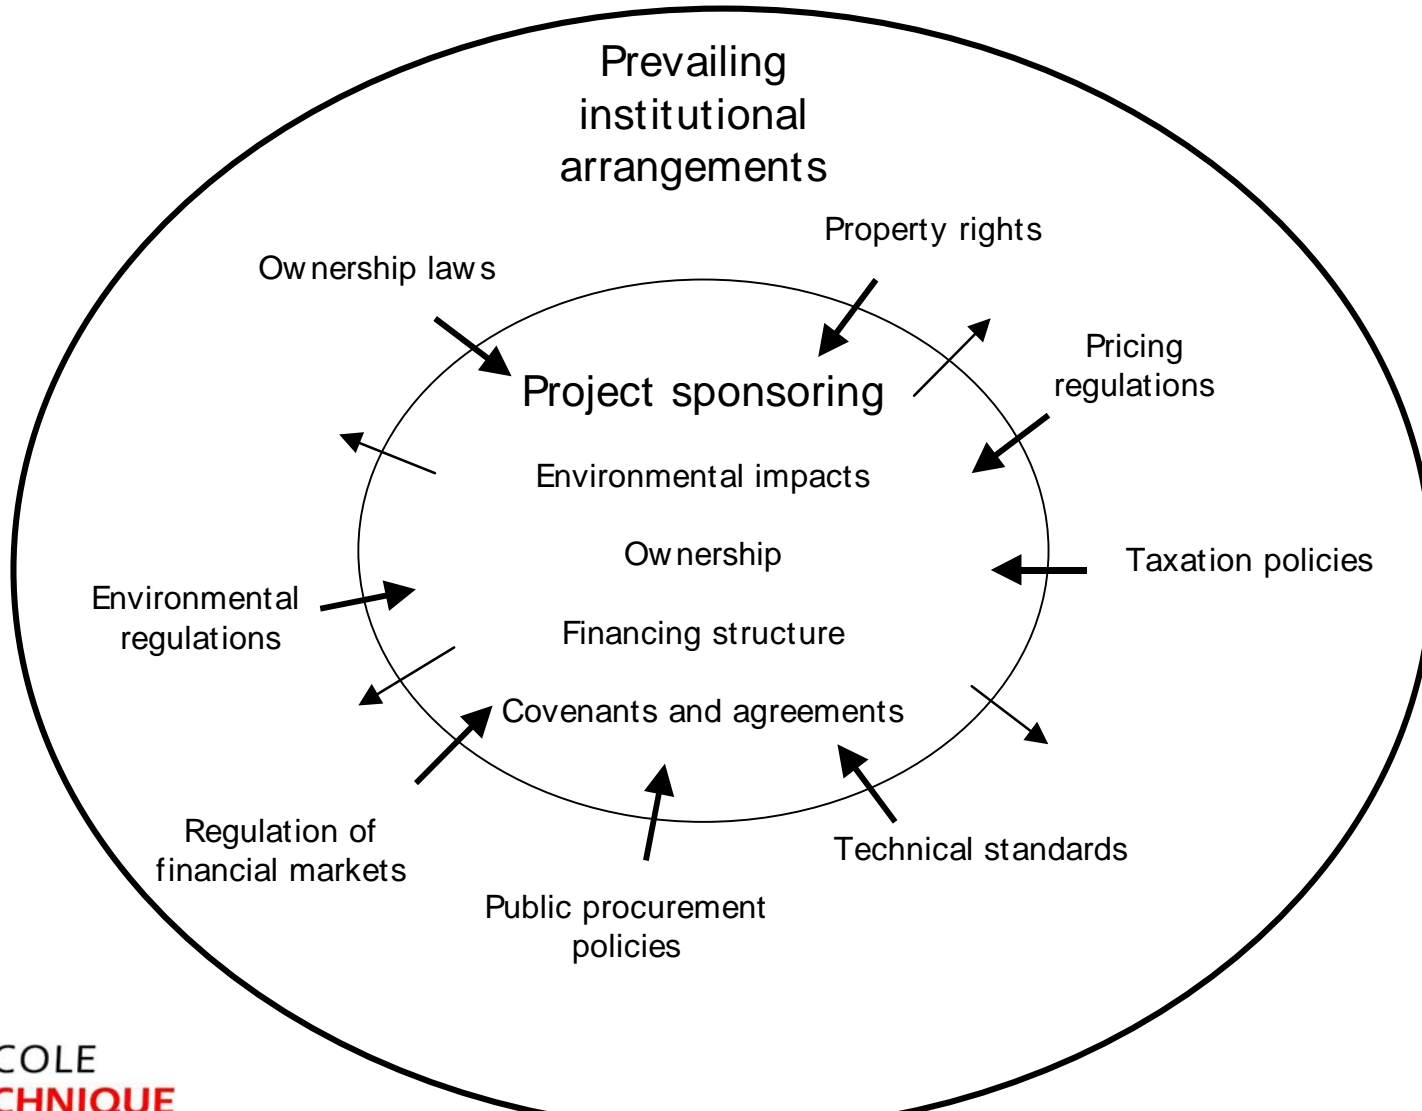 Prevailing
institutional
arrangements
Property rights
Ownership laws
Pricing
regulations
Project sponsoring
Environmental impacts
Ownership
Taxation policies
Environmental
regulations
Financing structure
Covenants and agreements
Regulation of
financial markets
Technical standards
Public procurement
policies
COLE
CHNIQUE